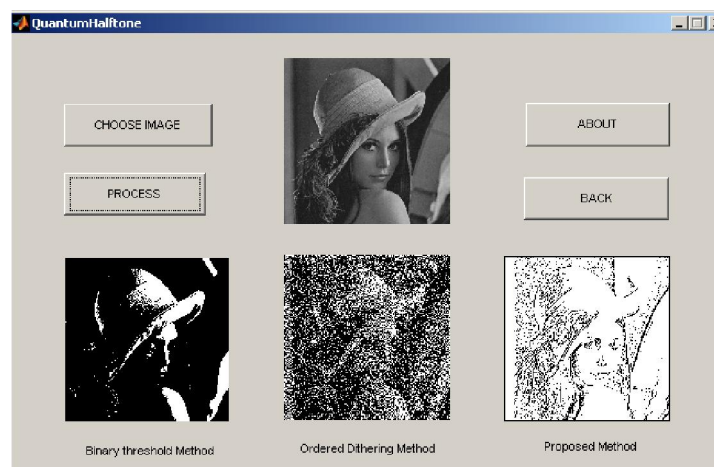 QuantumHalftone
CHOOSE IMAGE
ABOUT
PROCESS
BACK
Binary threshold Method
Ordered Dithering Method
Proposed Method